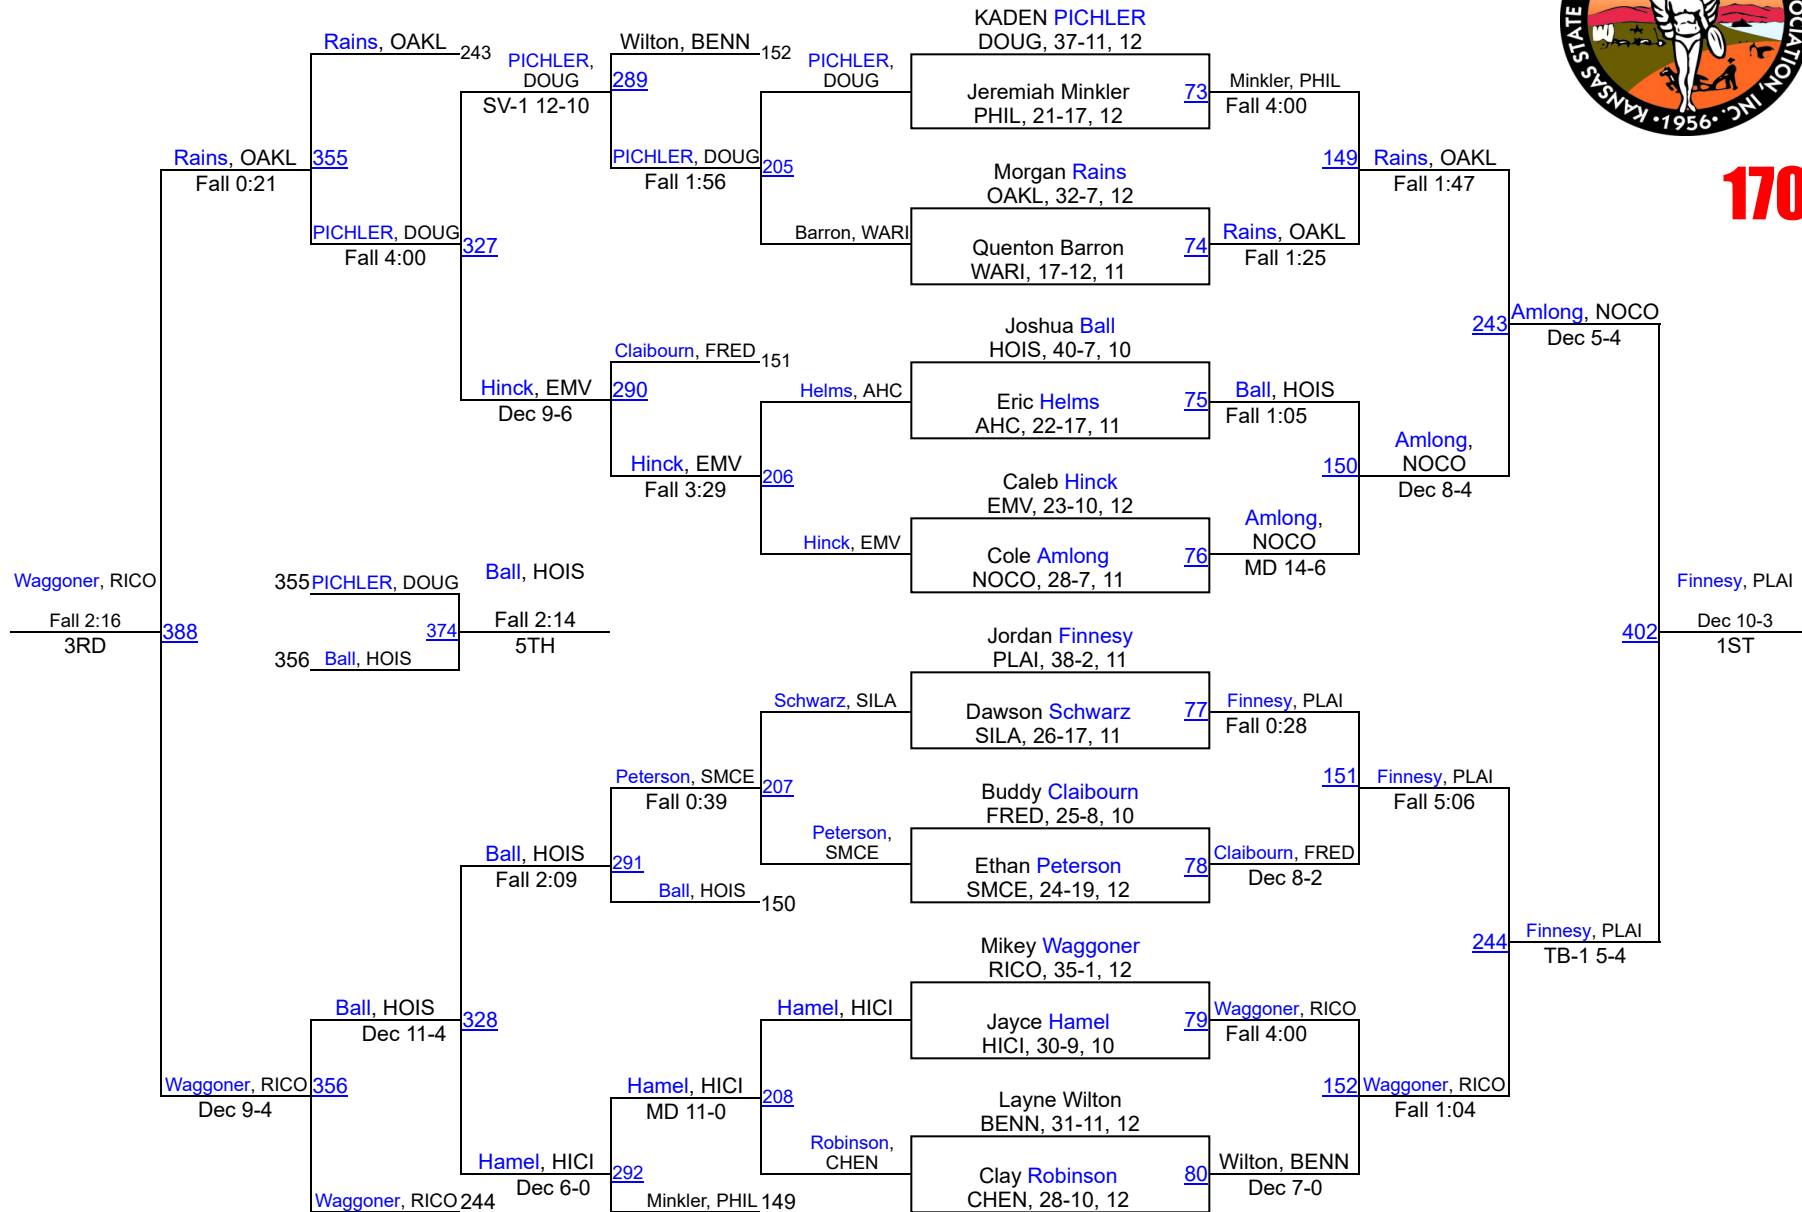 KANSAS STATE
OCIATION, INC.
•1956•
170
KADEN PICHLER
DOUG, 37-11, 12
Jeremiah Minkler
PHIL, 21-17, 12
73
Morgan Rains
OAKL, 32-7, 12
Quenton Barron
WARI, 17-12, 11
74
Joshua Ball
HOIS, 40-7, 10
Eric Helms
AHC, 22-17, 11
75
Caleb Hinck
EMV, 23-10, 12
Cole Amlong
NOCO, 28-7, 11
76
Jordan Finnesy
PLAI, 38-2, 11
Dawson Schwarz
SILA, 26-17, 11
77
Buddy Claibourn
FRED, 25-8, 10
Ethan Peterson
SMCE, 24-19, 12
78
Mikey Waggoner
RICO, 35-1, 12
Jayce Hamel
HICI, 30-9, 10
79
Layne Wilton
BENN, 31-11, 12
Clay Robinson
CHEN, 28-10, 12
80
Minkler, PHIL
Fall 4:00
Rains, OAKL
Fall 1:25
Ball, HOIS
Fall 1:05
Amlong,
NOCO
MD 14-6
Finnesy, PLAI
Fall 0:28
Claibourn, FRED
Dec 8-2
Waggoner, RICO
Fall 4:00
Wilton, BENN
Dec 7-0
149
Rains, OAKL
Fall 1:47
150
Amlong,
NOCO
Dec 8-4
151
Finnesy, PLAI
Fall 5:06
152
Waggoner, RICO
Fall 1:04
243
Amlong, NOCO
Dec 5-4
244
Finnesy, PLAI
TB-1 5-4
402
Finnesy, PLAI
Dec 10-3
1ST
PICHLER,
DOUG
Barron, WARI
Helms, AHC
Hinck, EMV
Schwarz, SILA
Peterson,
SMCE
Hamel, HICI
Robinson,
CHEN
Wilton, BENN
152
PICHLER, DOUG
Fall 1:56
205
Claibourn, FRED
151
Hinck, EMV
Fall 3:29
206
Peterson, SMCE
Fall 0:39
207
Ball, HOIS
150
Hamel, HICI
MD 11-0
208
Minkler, PHIL
149
PICHLER,
DOUG
SV-1 12-10
289
Hinck, EMV
Dec 9-6
290
Ball, HOIS
Fall 2:09
291
Hamel, HICI
Dec 6-0
292
Rains, OAKL
243
PICHLER, DOUG
Fall 4:00
327
Ball, HOIS
Dec 11-4
328
Waggoner, RICO
244
Rains, OAKL
Fall 0:21
355
Waggoner, RICO
Dec 9-4
356
355
PICHLER, DOUG
356
Ball, HOIS
374
Ball, HOIS
Fall 2:14
5TH
Waggoner, RICO
Fall 2:16
3RD
388